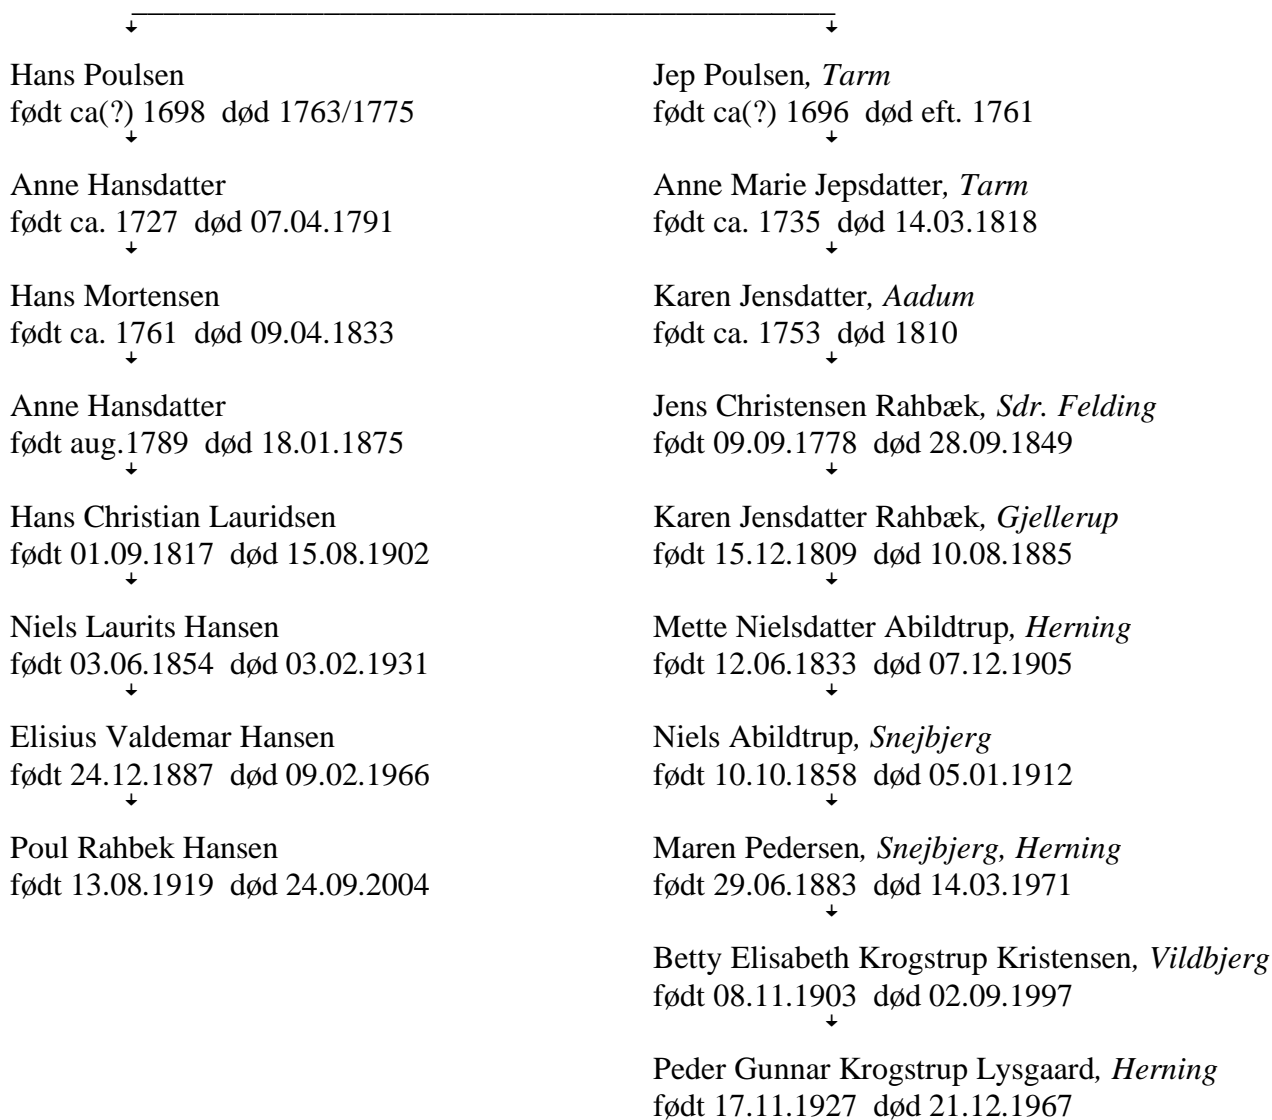 Hans Poulsen
født ca(?) 1698  død 1763/1775
Anne Hansdatter
født ca. 1727  død 07.04.1791
Hans Mortensen
født ca. 1761  død 09.04.1833
Anne Hansdatter
født aug.1789  død 18.01.1875
Hans Christian Lauridsen
født 01.09.1817  død 15.08.1902
Niels Laurits Hansen
født 03.06.1854  død 03.02.1931
Elisius Valdemar Hansen
født 24.12.1887  død 09.02.1966
Poul Rahbek Hansen
født 13.08.1919  død 24.09.2004
Jep Poulsen, Tarm
født ca(?) 1696  død eft. 1761
Anne Marie Jepsdatter, Tarm
født ca. 1735  død 14.03.1818
Karen Jensdatter, Aadum
født ca. 1753  død 1810
Jens Christensen Rahbæk, Sdr. Felding
født 09.09.1778  død 28.09.1849
Karen Jensdatter Rahbæk, Gjellerup
født 15.12.1809  død 10.08.1885
Mette Nielsdatter Abildtrup, Herning
født 12.06.1833  død 07.12.1905
Niels Abildtrup, Snejbjerg
født 10.10.1858  død 05.01.1912
Maren Pedersen, Snejbjerg, Herning
født 29.06.1883  død 14.03.1971
Betty Elisabeth Krogstrup Kristensen, Vildbjerg
født 08.11.1903  død 02.09.1997
Peder Gunnar Krogstrup Lysgaard, Herning
født 17.11.1927  død 21.12.1967